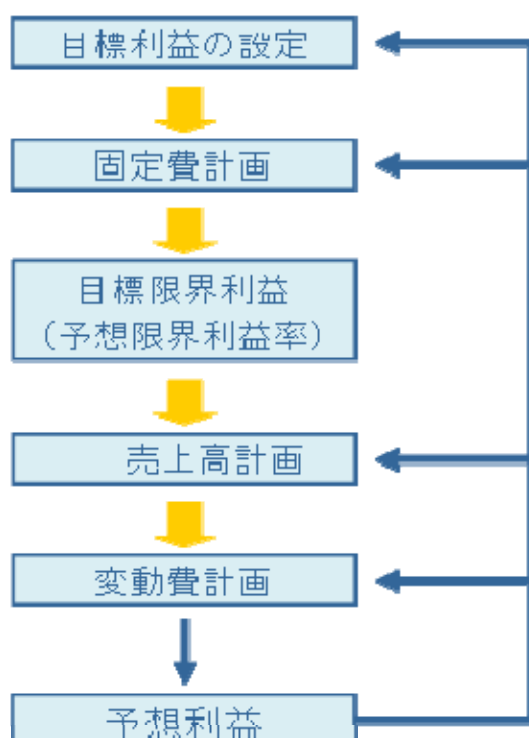 目標利益の設定
固定費計画
目標限界利益
（予想限界利益率）
売上高計画
変動費計画
予想利益